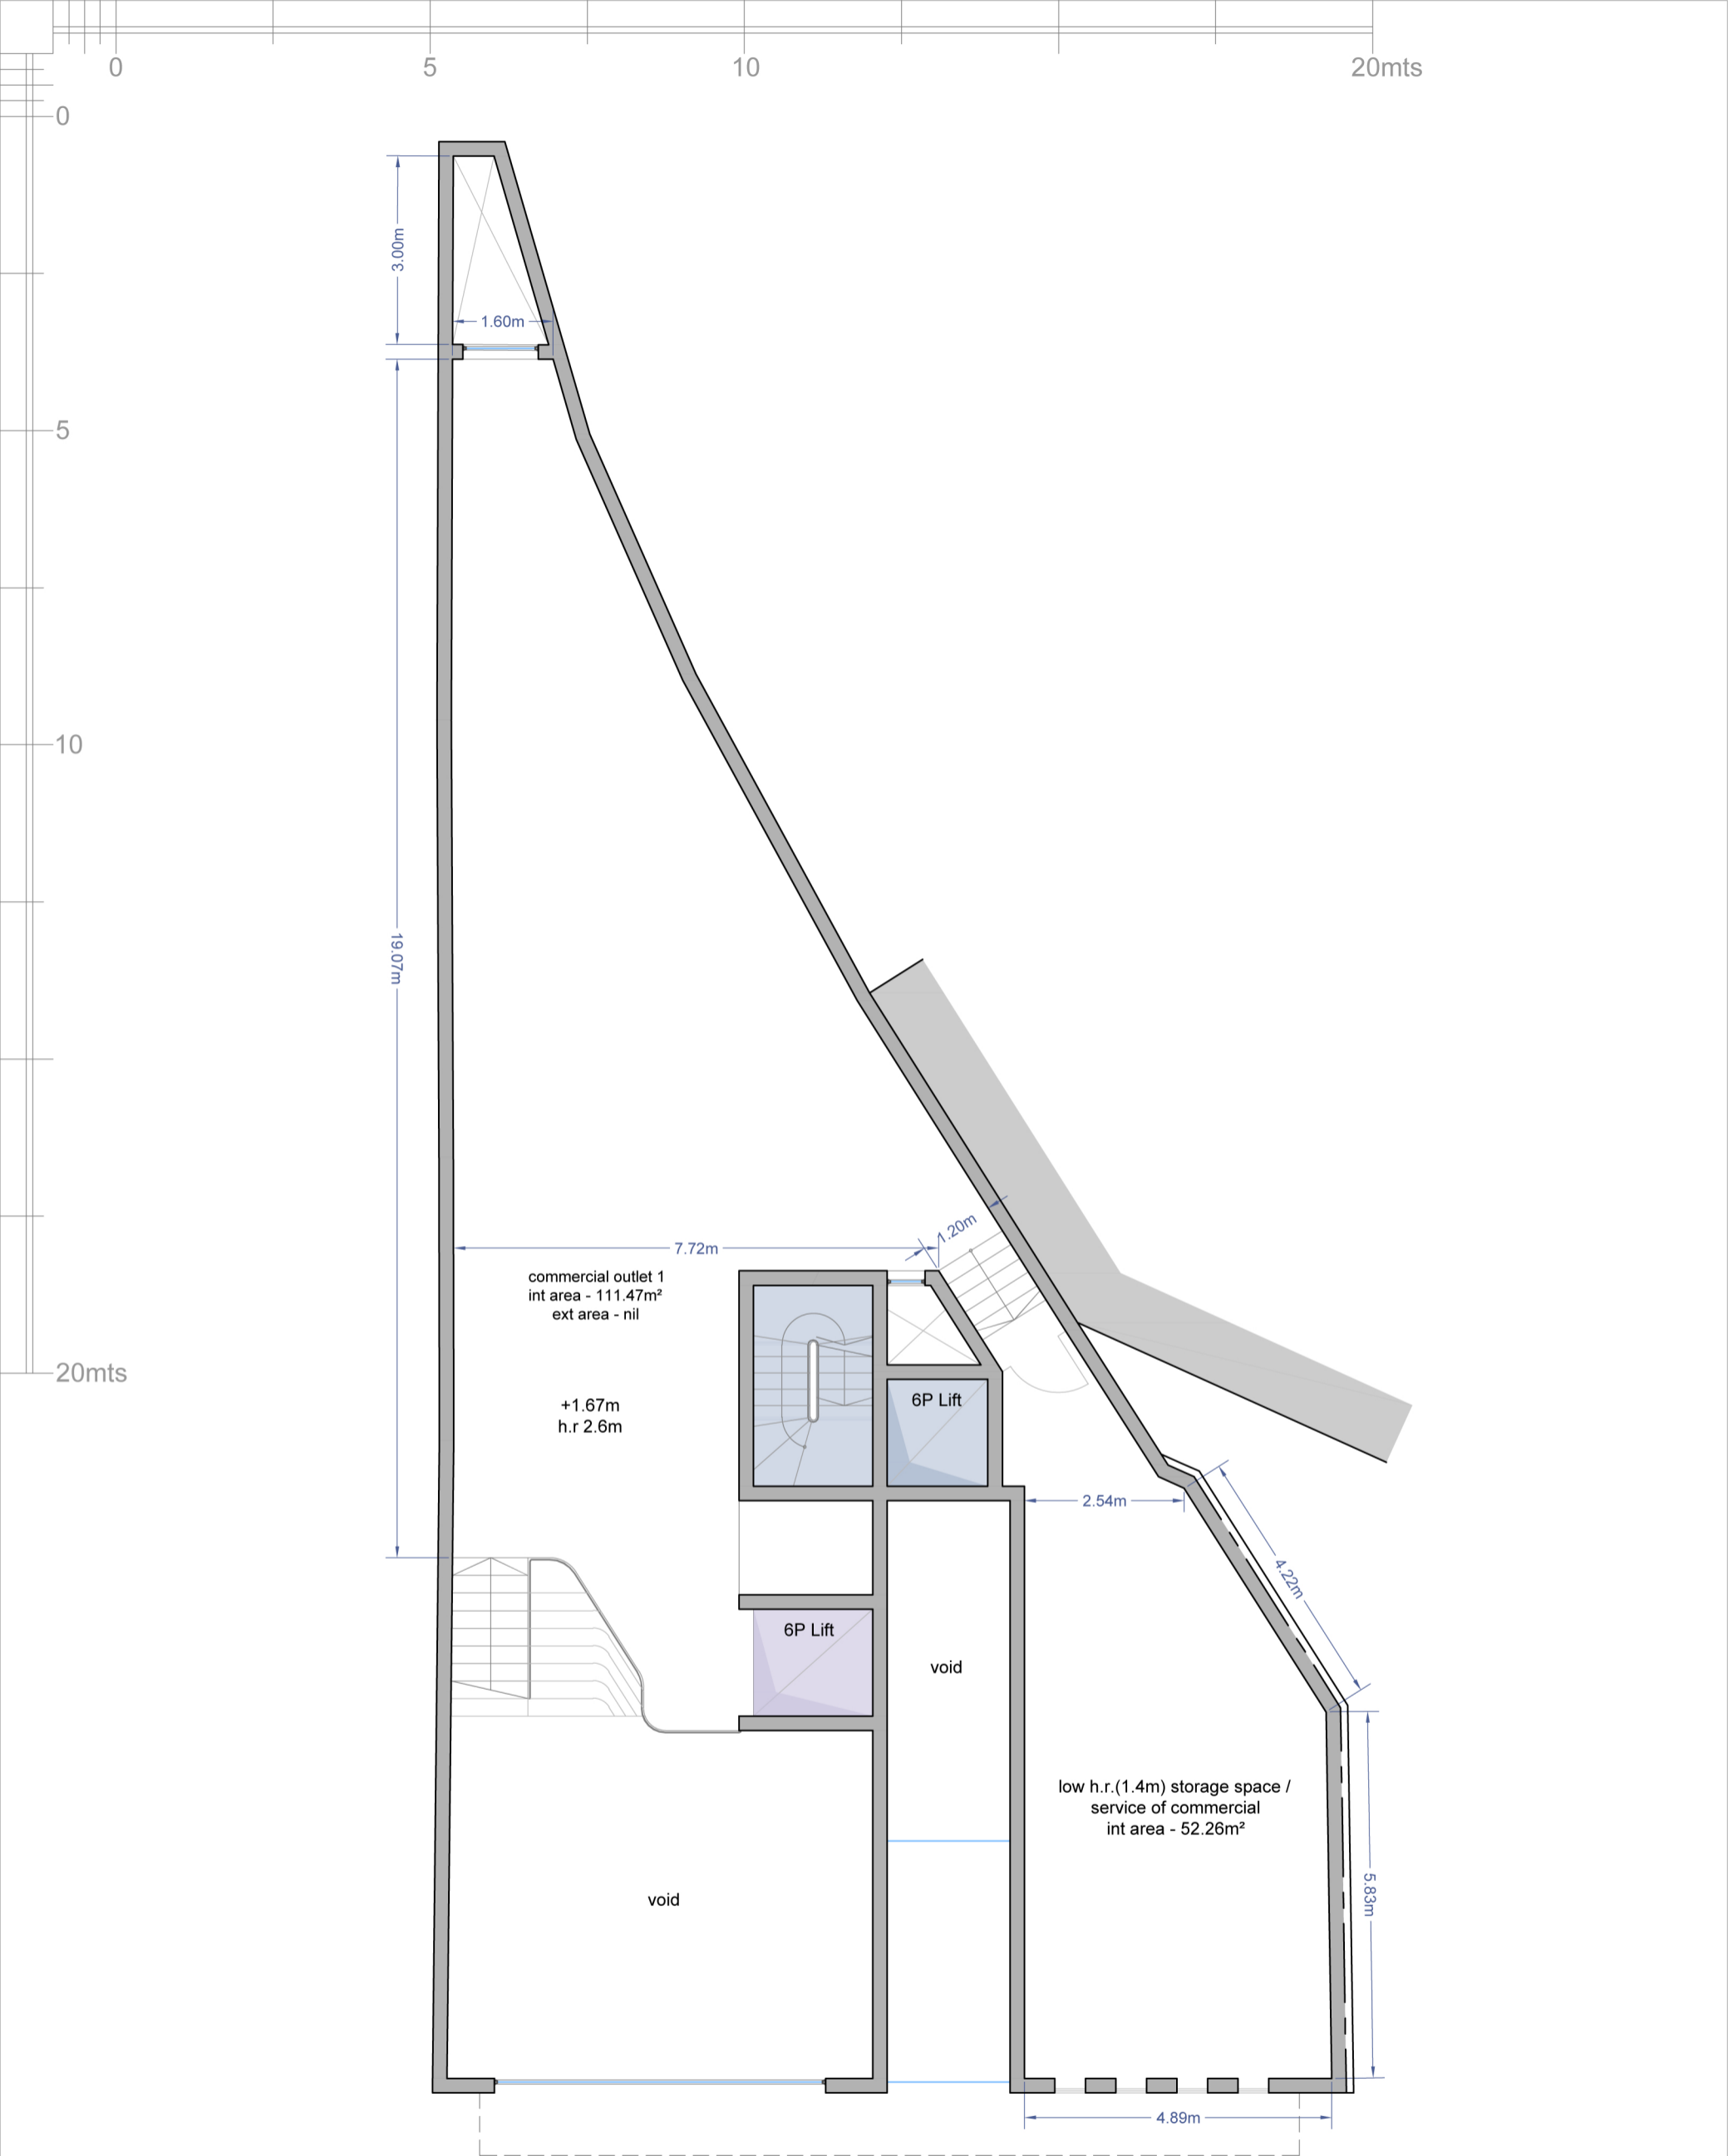 0
5
10
20mts
0
5
10
20mts
3.00m
1.60m
19.07m
7.72m
1.20m
commercial outlet 1
int area - 111.47m²
ext area - nil
+1.67m
h.r 2.6m
6P Lift
2.54m
4.22m
6P Lift
void
low h.r.(1.4m) storage space /
service of commercial
int area - 52.26m²
5.83m
void
4.89m